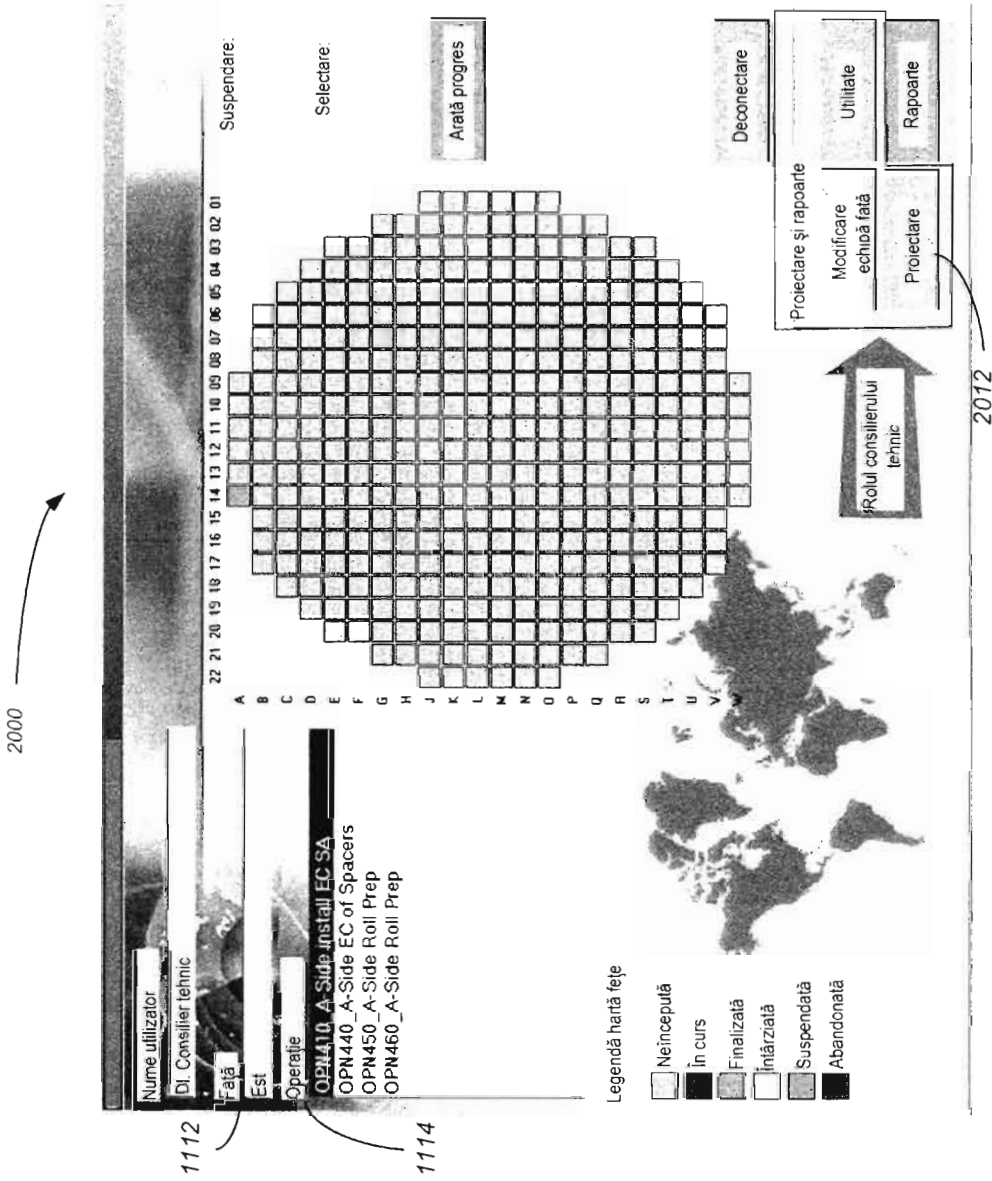 2000
Nume utilizator
Dl. Consilier tehnic
Față
Est
Operație
OPN410_A-Side Install EC SA
OPN440_A-Side EC of Spacers
OPN450_A-Side Roll Prep
OPN460_A-Side Roll Prep
1112
1114
22 21 20 19 18 17 16 15 14 13 12 11 10 09 08 07 06 05 04 03 02 01
A
B
C
D
E
F
G
H
J
K
L
M
N
O
P
Q
R
S
T
U
V
W
Suspendare:
Selectare:
Arată progres
Deconectare
Legendă hartă fețe
Neîncepută
În curs
Finalizată
Întârziată
Suspendată
Abandonată
Rolul consilierului
tehnic
Proiectare și rapoarte
Modificare
echipă față
Utilitate
Proiectare
Rapoarte
2012